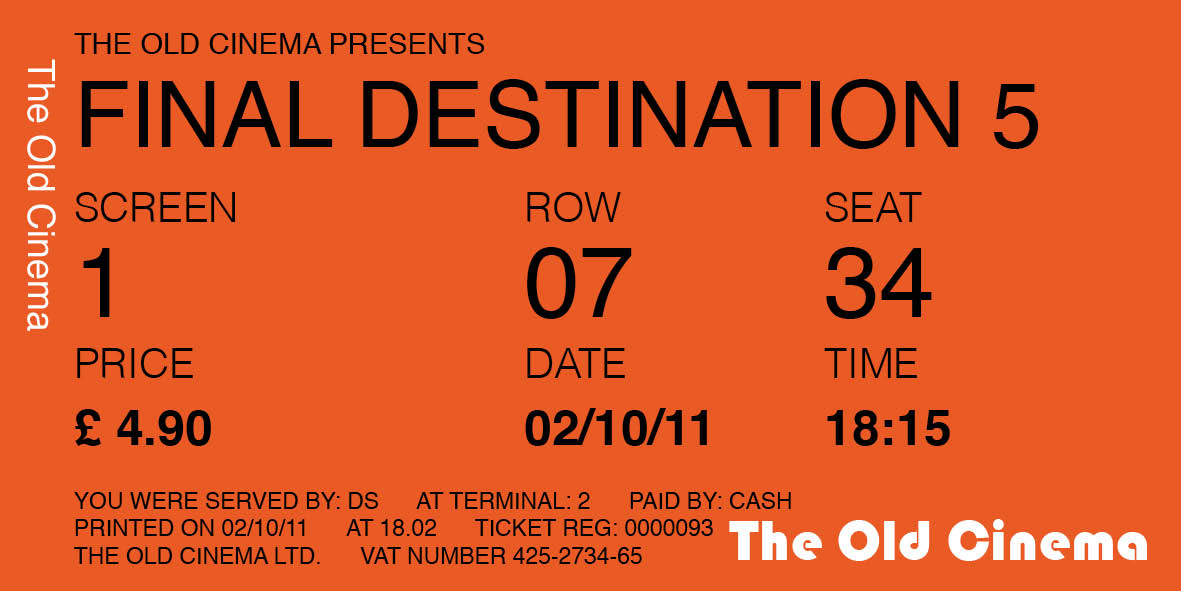 The Old Cinema
THE OLD CINEMA PRESENTS
FINAL DESTINATION 5
SCREEN ROW SEAT
1 07 34
PRICE DATE TIME
£ 4.90 02/10/11 18:15
YOU WERE SERVED BY: DS AT TERMINAL: 2 PAID BY: CASH
PRINTED ON 02/10/11 AT 18.02 TICKET REG: 0000093
THE OLD CINEMA LTD. VAT NUMBER 425-2734-65
The Old Cinema